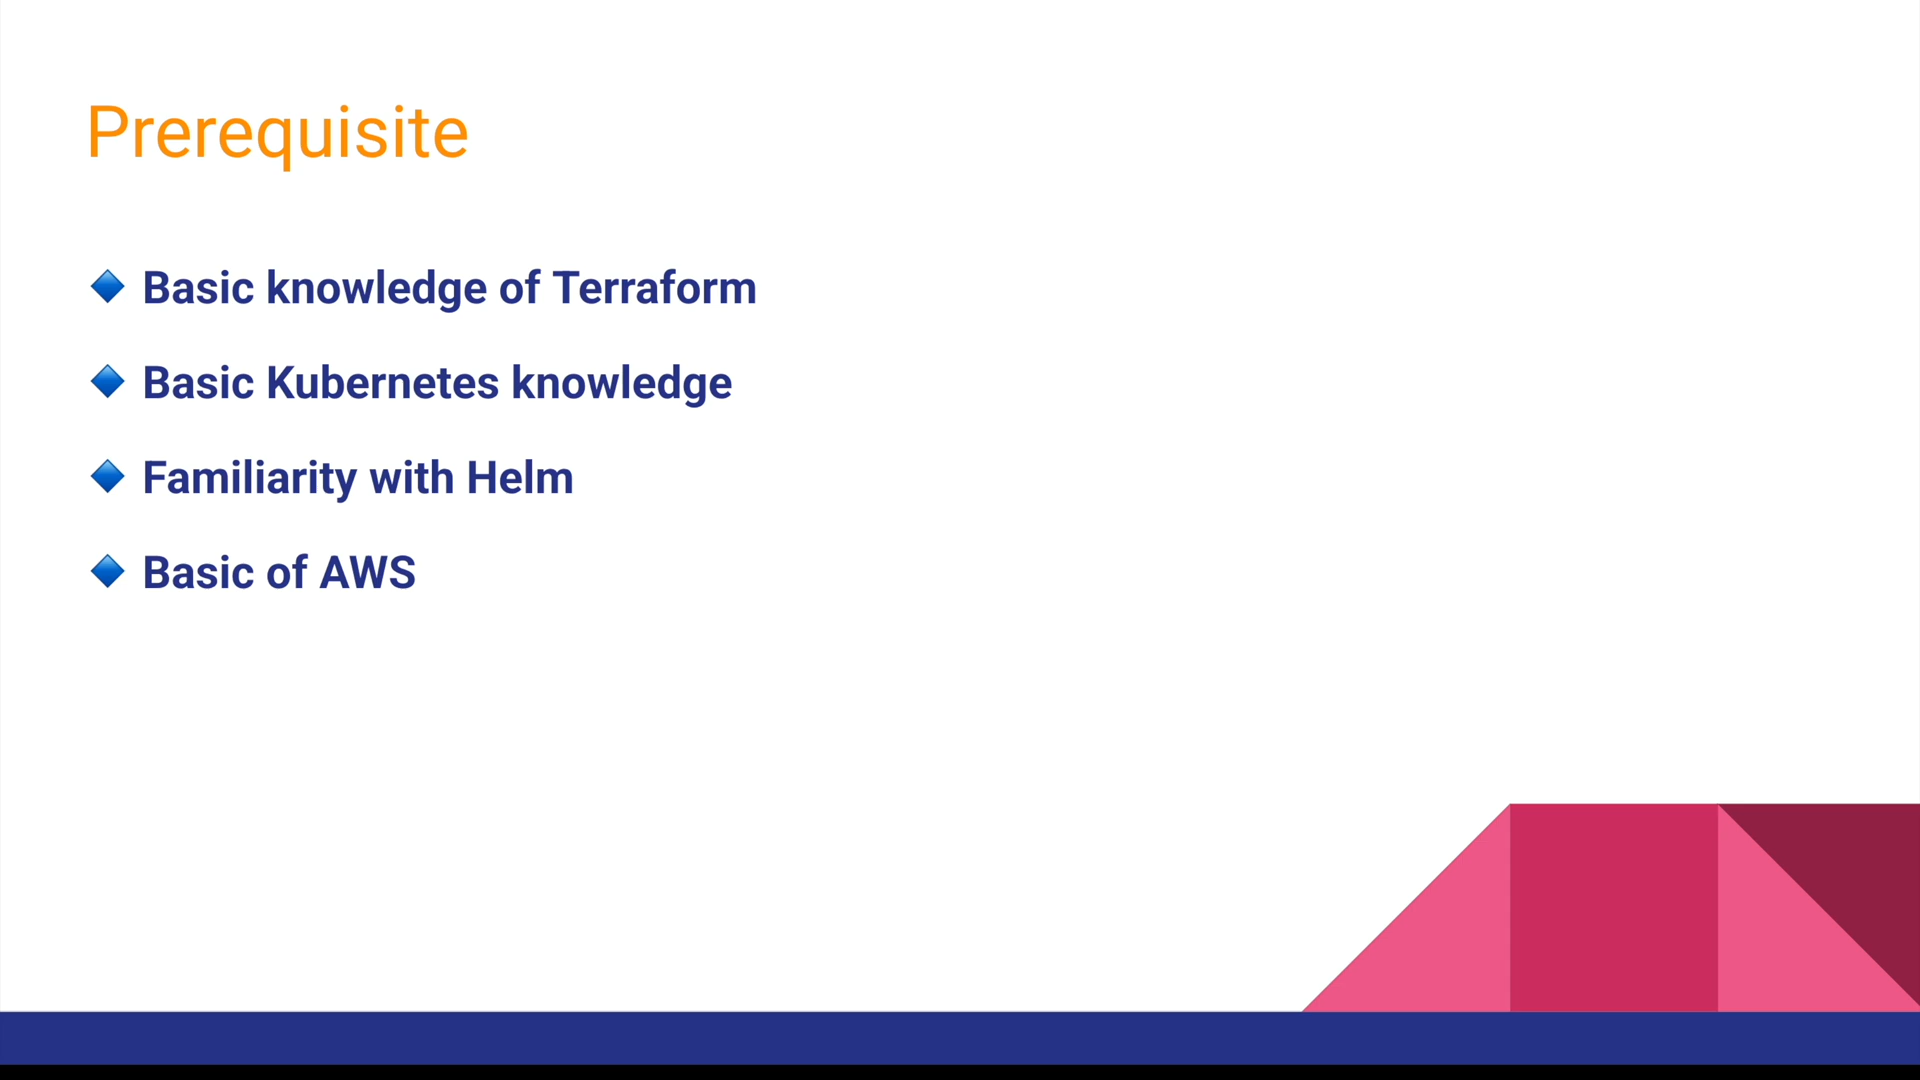 Prerequisite
Basic knowledge of Terraform
Basic Kubernetes knowledge
Familiarity with Helm
Basic of AWS